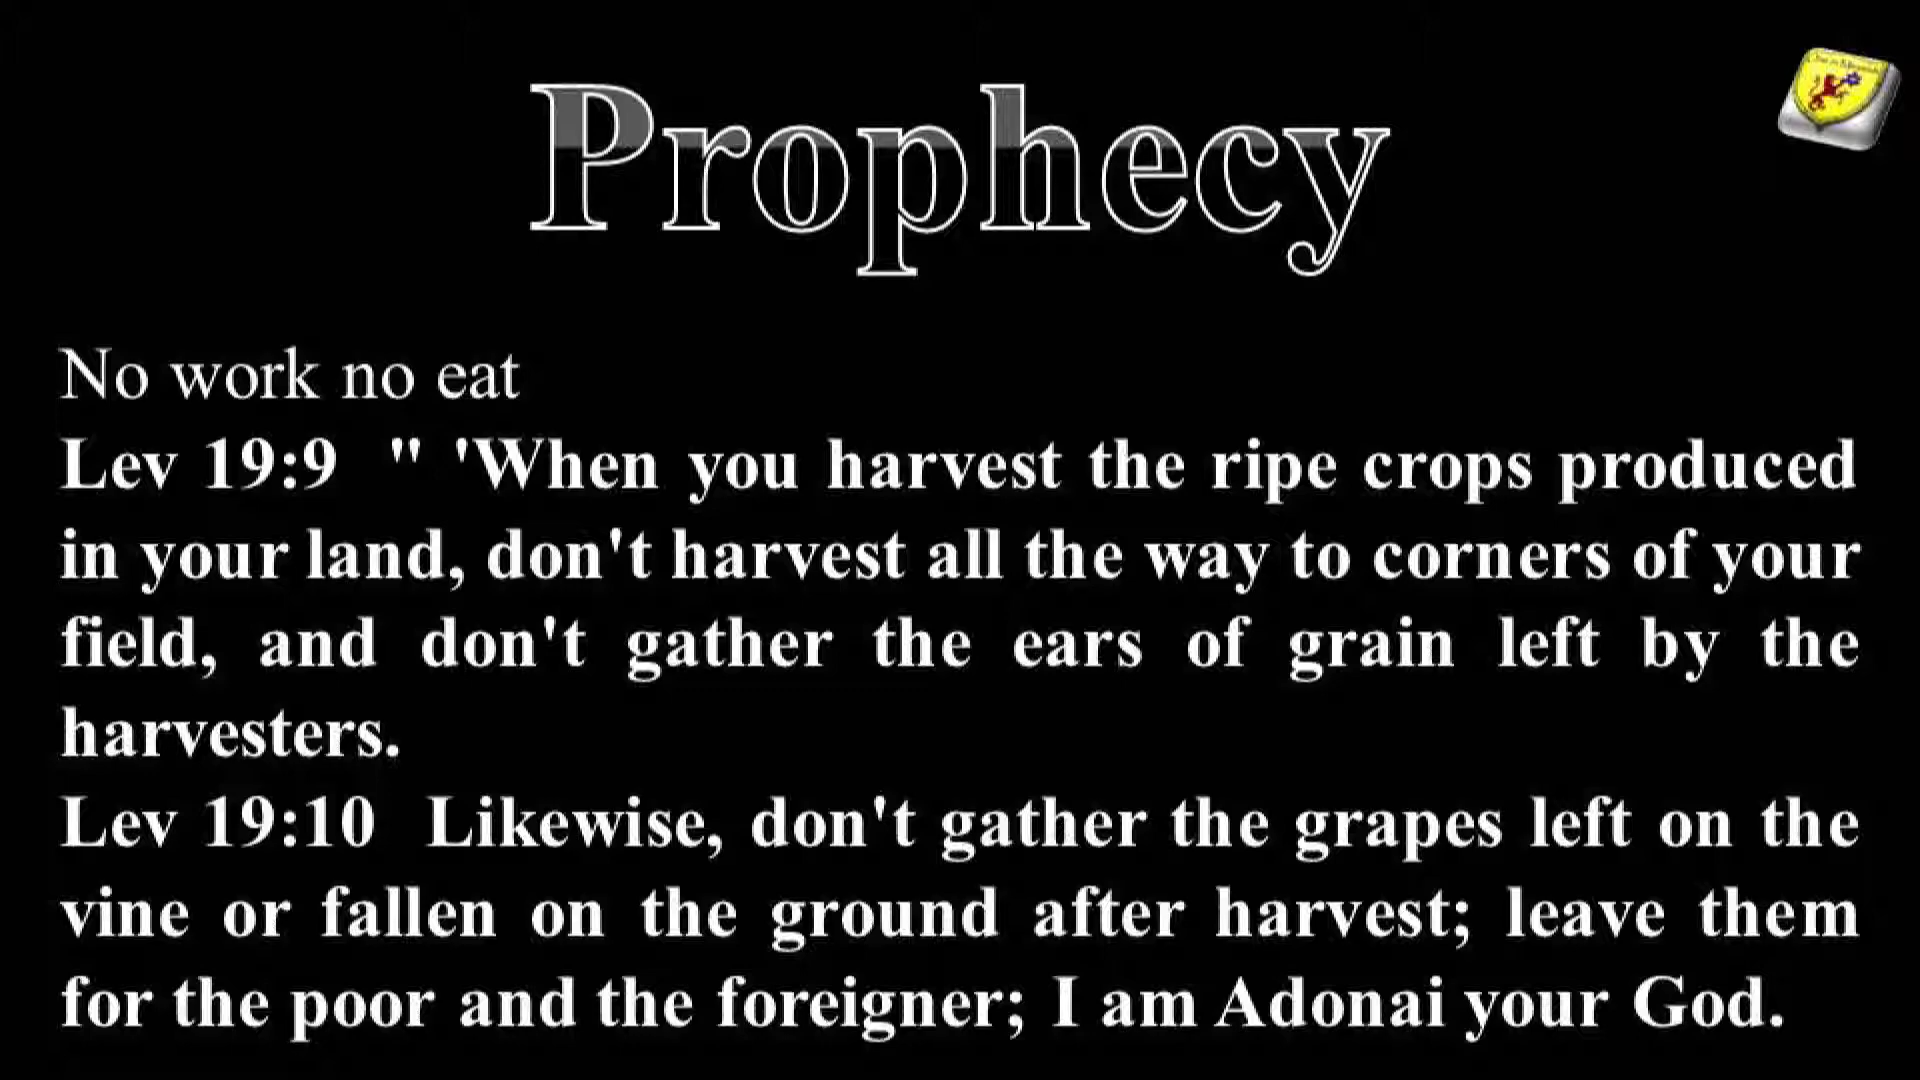 Prophecy
No work no eat
Lev 19:9 " 'When you harvest the ripe crops produced
in your land, don't harvest all the way to corners of your
field, and don't gather the ears of grain left by the
harvesters.
Lev 19:10 Likewise, don't gather the grapes left on the
vine or fallen on the ground after harvest; leave them
for the poor and the foreigner; I am Adonai your God.